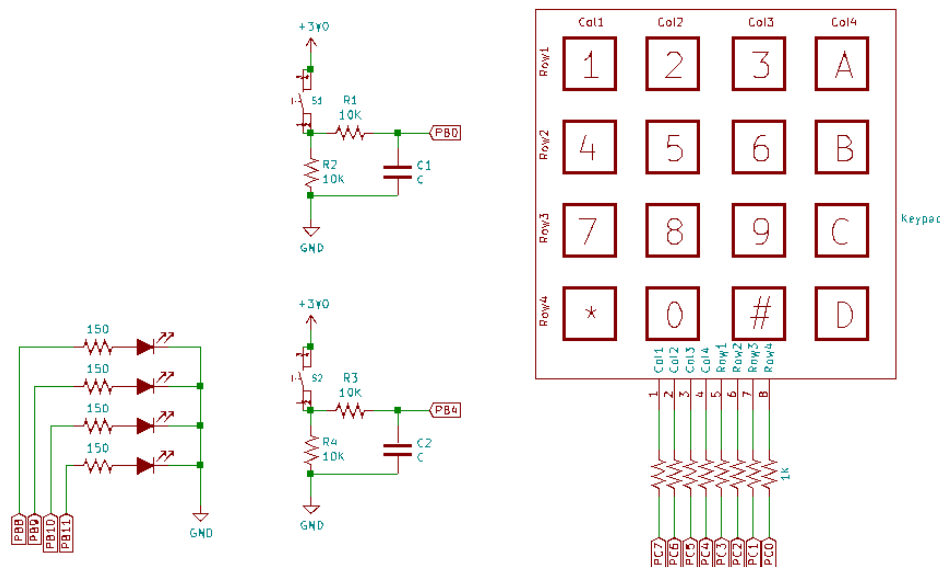 Col1 Col2 Col3 Col4
Row1 1 2 3 A
Row2 4 5 6 B
Row3 7 8 9 C
Row4 * 0 # D
Keypad
Col1
Col2
Col3
Col4
Row1
Row2
Row3
Row4
1 2 3 4 5 6 7 8
1k
PC7
PC6
PC5
PC4
PC3
PC2
PC1
PC0
+3V0
S1
R1
10K
PB0
R2
10K
C1
C
GND
+3V0
S2
R3
10K
PB4
R4
10K
C2
C
GND
150
150
150
150
GND
PB8
PB9
PB10
PB11